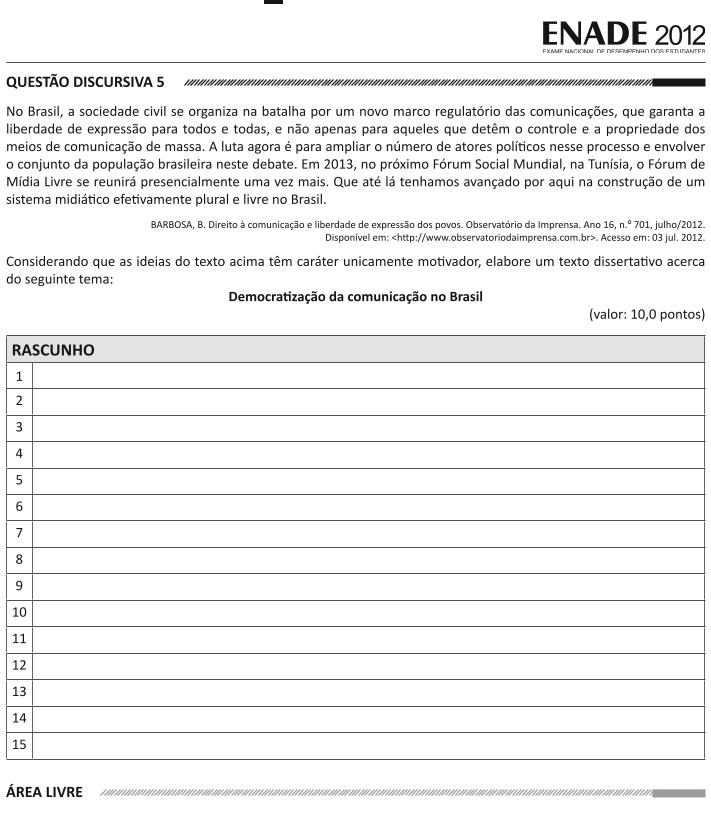 ENADE 2012
EXAME NACIONAL DE DESEMPENHO DOS ESTUDANTES
QUESTÃO DISCURSIVA 5
No Brasil, a sociedade civil se organiza na batalha por um novo marco regulatório das comunicações, que garanta a
liberdade de expressão para todos e todas, e não apenas para aqueles que detêm o controle e a propriedade dos
meios de comunicação de massa. A luta agora é para ampliar o número de atores políticos nesse processo e envolver
o conjunto da população brasileira neste debate. Em 2013, no próximo Fórum Social Mundial, na Tunísia, o Fórum de
Mídia Livre se reunirá presencialmente uma vez mais. Que até lá tenhamos avançado por aqui na construção de um
sistema midiático efetivamente plural e livre no Brasil.
BARBOSA, B. Direito à comunicação e liberdade de expressão dos povos. Observatório da Imprensa. Ano 16, n.º 701, julho/2012.
Disponível em: <http://www.observatoriodaimprensa.com.br>. Acesso em: 03 jul. 2012.
Considerando que as ideias do texto acima têm caráter unicamente motivador, elabore um texto dissertativo acerca
do seguinte tema:
Democratização da comunicação no Brasil
(valor: 10,0 pontos)
RASCUNHO
1
2
3
4
5
6
7
8
9
10
11
12
13
14
15
ÁREA LIVRE